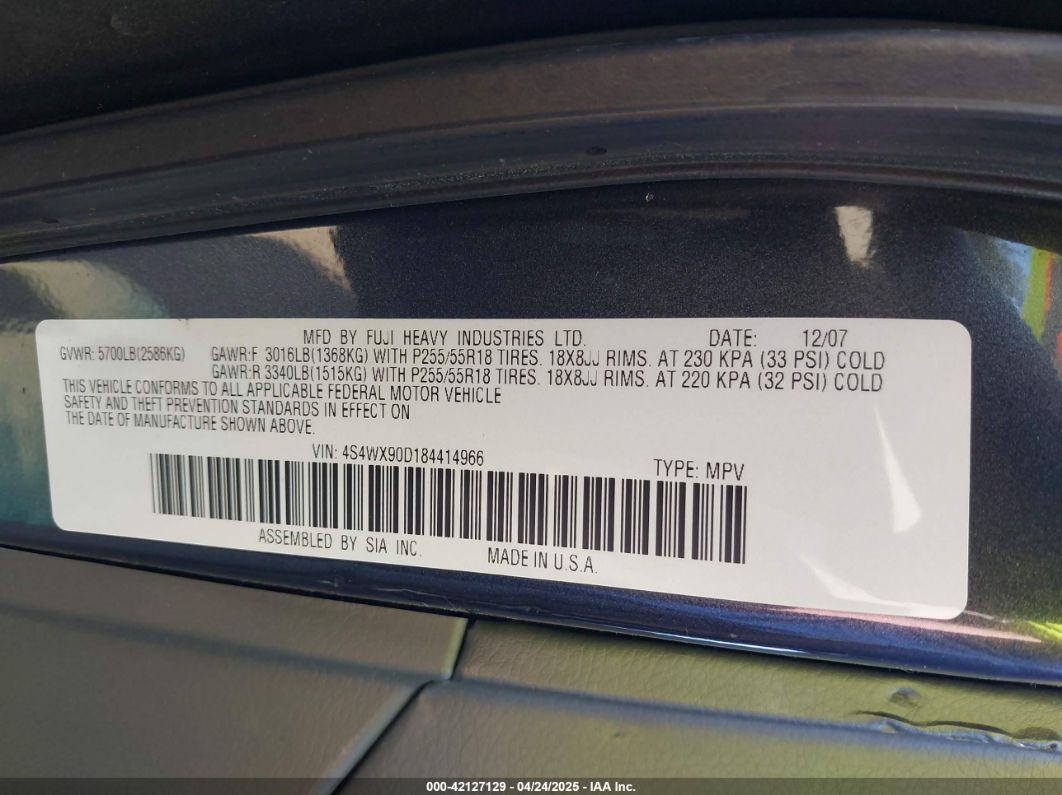 MFD BY FUJI HEAVY INDUSTRIES LTD. DATE: 12/07
GVWR: 5700LB(2586KG) GAWR:F 3016LB(1368KG) WITH P255/55R18 TIRES. 18X8JJ RIMS. AT 230 KPA (33 PSI) COLD
GAWR:R 3340LB(1515KG) WITH P255/55R18 TIRES. 18X8JJ RIMS. AT 220 KPA (32 PSI) COLD
THIS VEHICLE CONFORMS TO ALL APPLICABLE FEDERAL MOTOR VEHICLE
SAFETY AND THEFT PREVENTION STANDARDS IN EFFECT ON
THE DATE OF MANUFACTURE SHOWN ABOVE.
VIN: 4S4WX90D184414966 TYPE: MPV
ASSEMBLED BY SIA INC. MADE IN U.S.A.
000-42127129 - 04/24/2025 - IAA Inc.